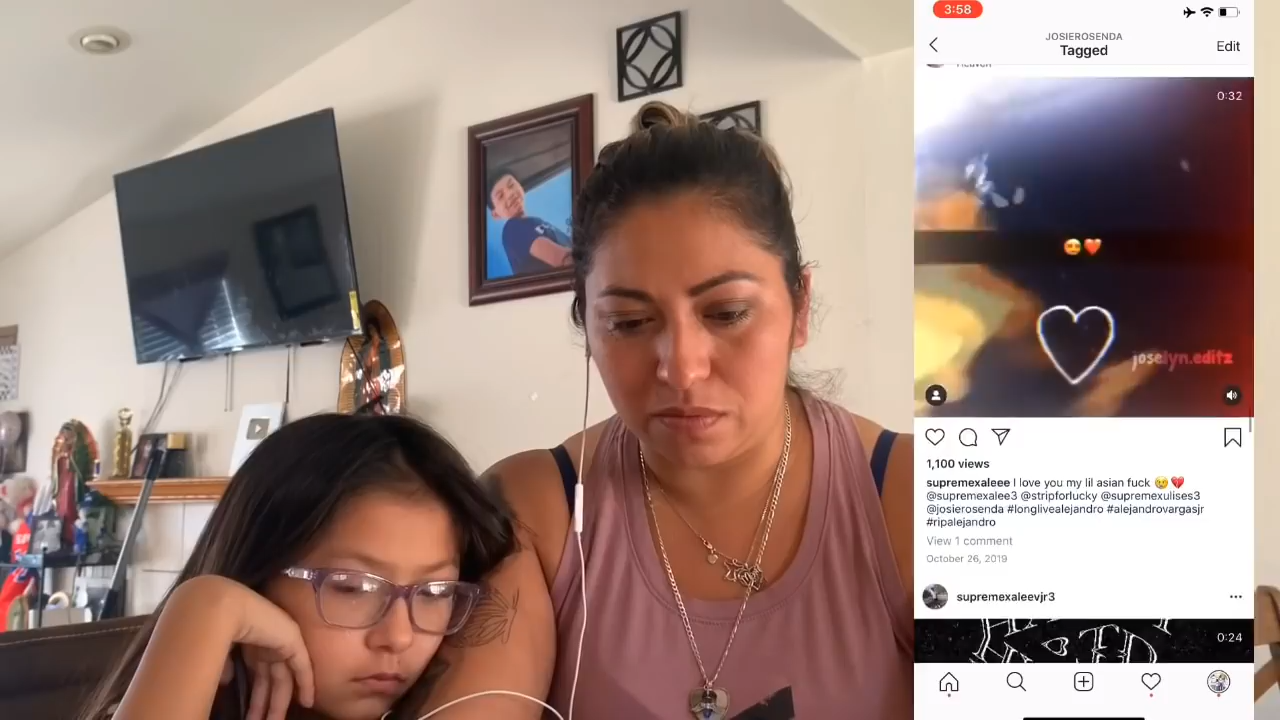 3:58
JOSIEROSENDA
Tagged
Edit
0:32
joselyn.editz
1,100 views
supremexaleee I love you my lil asian fuck 😢💔
@supremexalee3 @stripforlucky @supremexulises3
@josierosenda #longlivealejandro #alejandrovargasjr
#ripalejandro
View 1 comment
October 26, 2019
supremexaleevjr3
0:24